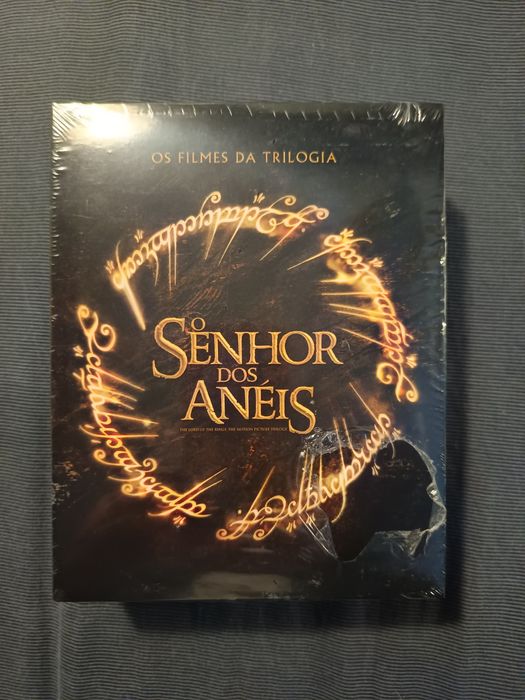 OS FILMES DA TRILOGIA
O
SENHOR
DOS
ANÉIS
THE LORD OF THE RINGS: THE MOTION PICTURE TRILOGY